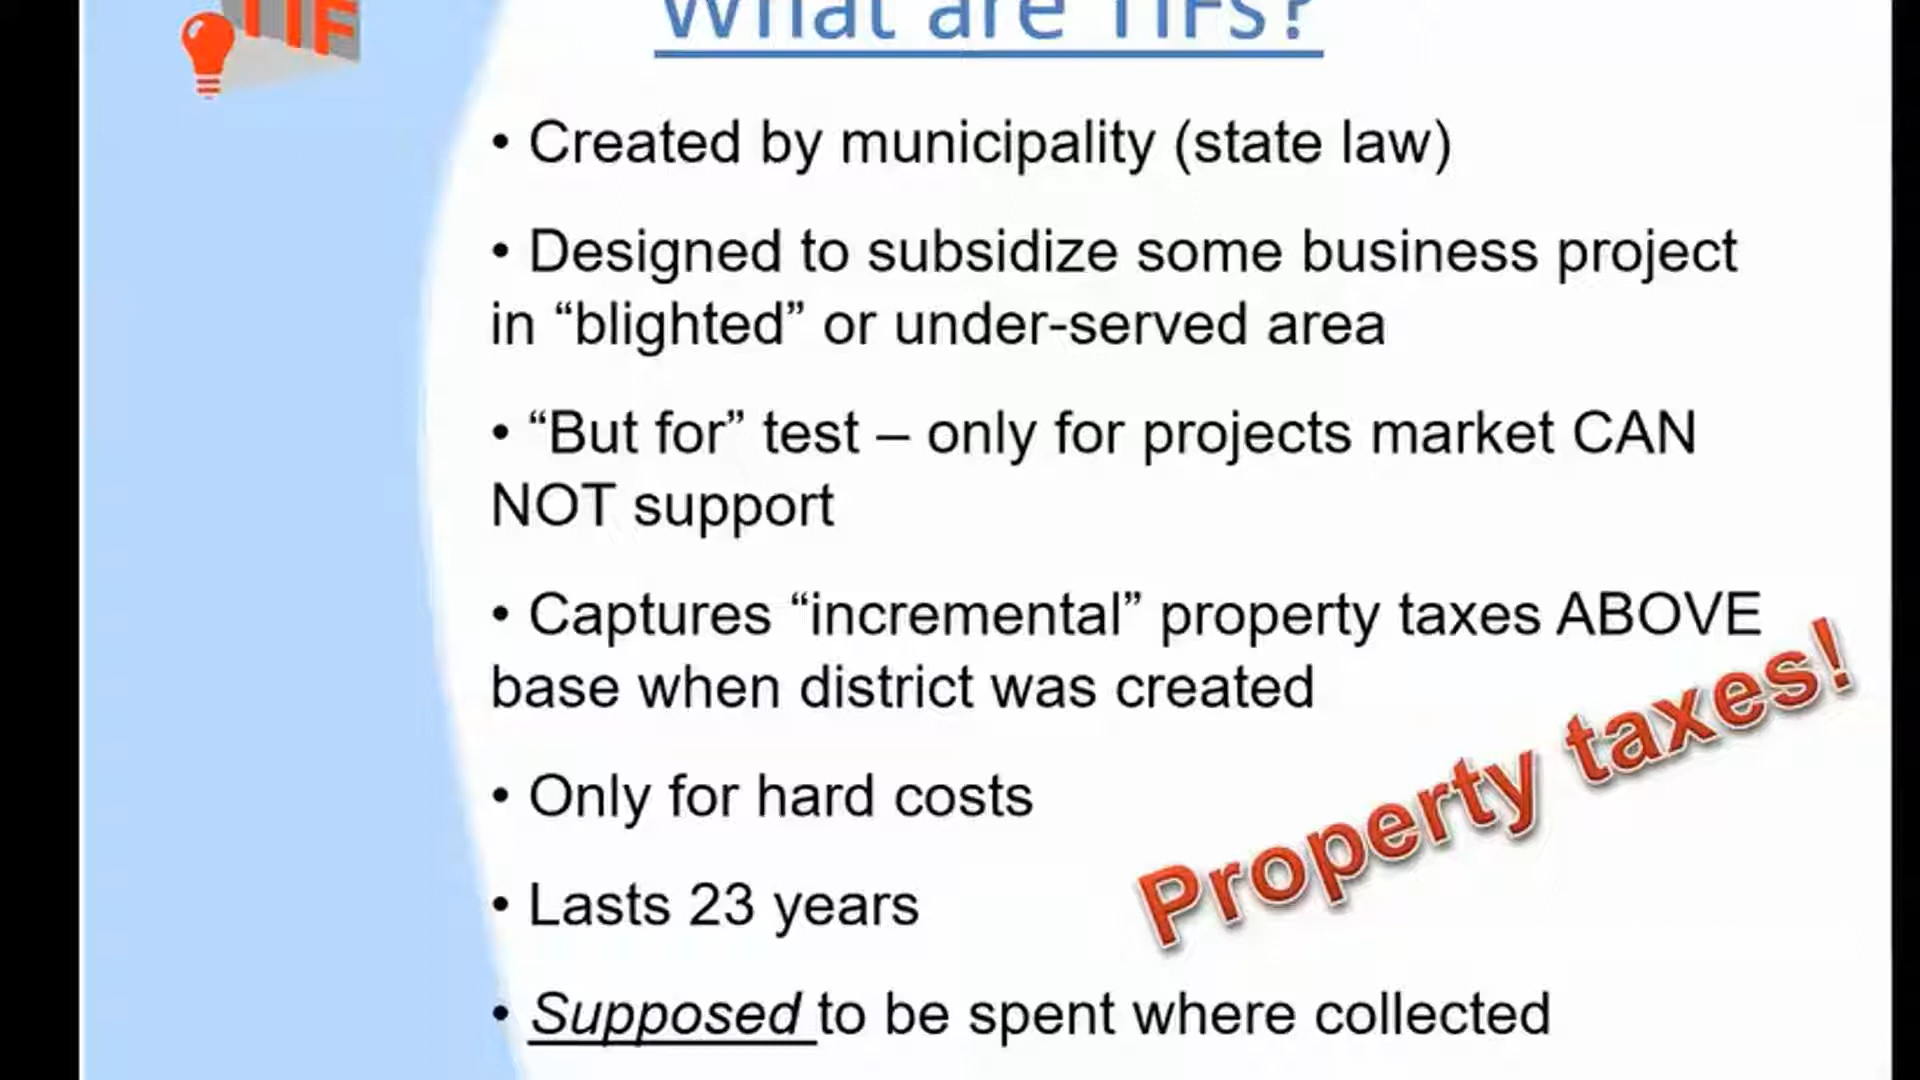 TIF
What are TIFs?
• Created by municipality (state law)
• Designed to subsidize some business project
in “blighted” or under-served area
• “But for” test – only for projects market CAN
NOT support
• Captures “incremental” property taxes ABOVE
base when district was created
• Only for hard costs
• Lasts 23 years
• Supposed to be spent where collected
Property taxes!